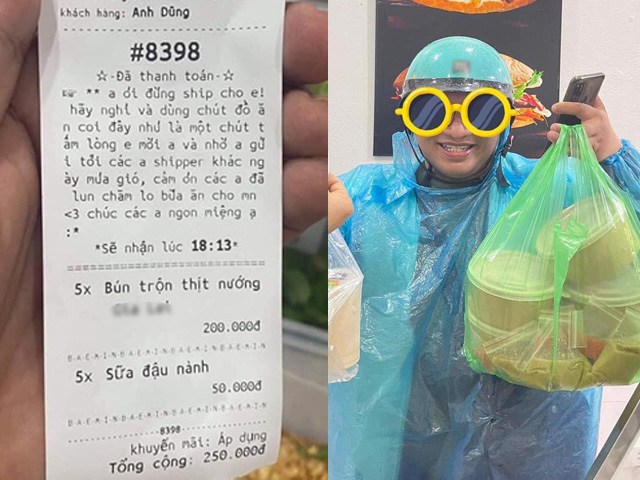 khách hàng: Anh Dũng
#8398
☆-Đã thanh toán-☆
☞ ** a ơi đừng ship cho e!
hãy nghỉ và dùng chút đồ ă
n coi đây như là một chút t
ấm lòng e mời a và nhờ a gử
i tới các a shipper khác ng
ày mưa gió, cảm ơn các a đã
lun chăm lo bữa ăn cho mn
<3 chúc các a ngon miệng ạ
:*
*Sẽ nhận lúc 18:13*
5x Bún trộn thịt nướng
200.000đ
B-A-E-M-I-N-B-A-E-M-I-N-B-A-E-M-I-N-B-A-E-M-I-N
5x Sữa đậu nành
50.000đ
B-A-E-M-I-N-B-A-E-M-I-N-B-A-E-M-I-N-B-A-E-M-I-N
8398
khuyến mãi: Áp dụng
Tổng cộng: 250.000đ